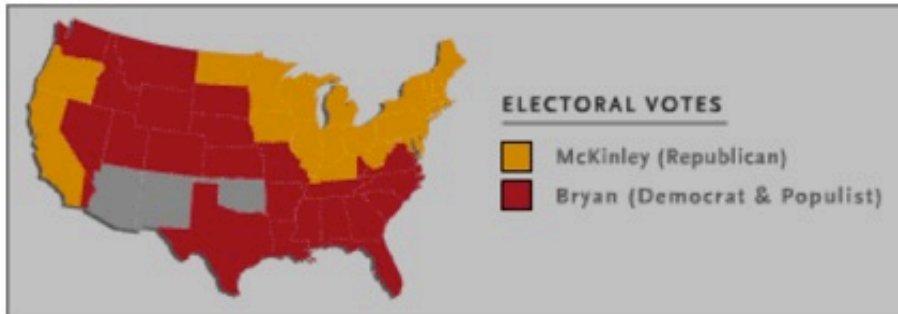 ELECTORAL VOTES
McKinley (Republican)
Bryan (Democrat & Populist)